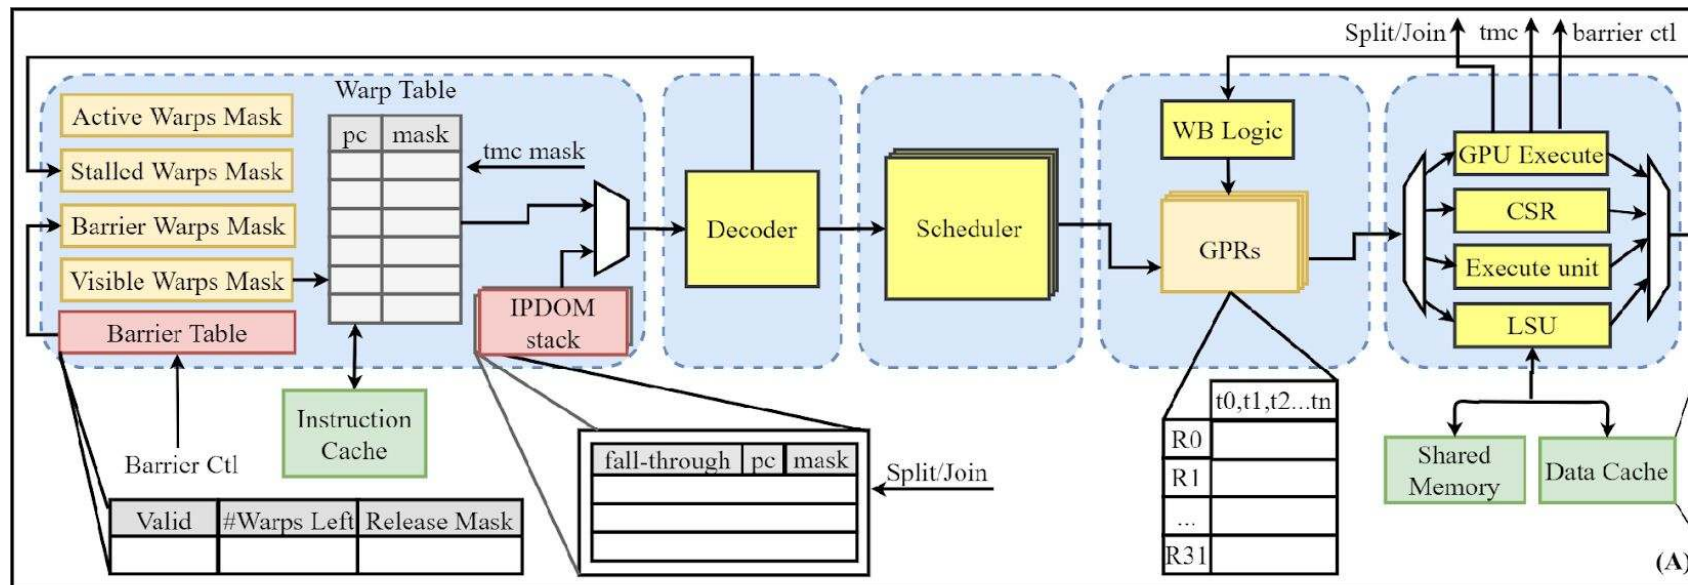 Split/Join
tmc
barrier ctl
Warp Table
Active Warps Mask
Stalled Warps Mask
Barrier Warps Mask
Visible Warps Mask
Barrier Table
pc
mask
tmc mask
IPDOM
stack
Decoder
Scheduler
WB Logic
GPRs
GPU Execute
CSR
Execute unit
LSU
Instruction
Cache
Barrier Ctl
Valid
#Warps Left
Release Mask
fall-through
pc
mask
Split/Join
t0,t1,t2...tn
R0
R1
...
R31
Shared
Memory
Data Cache
(A)